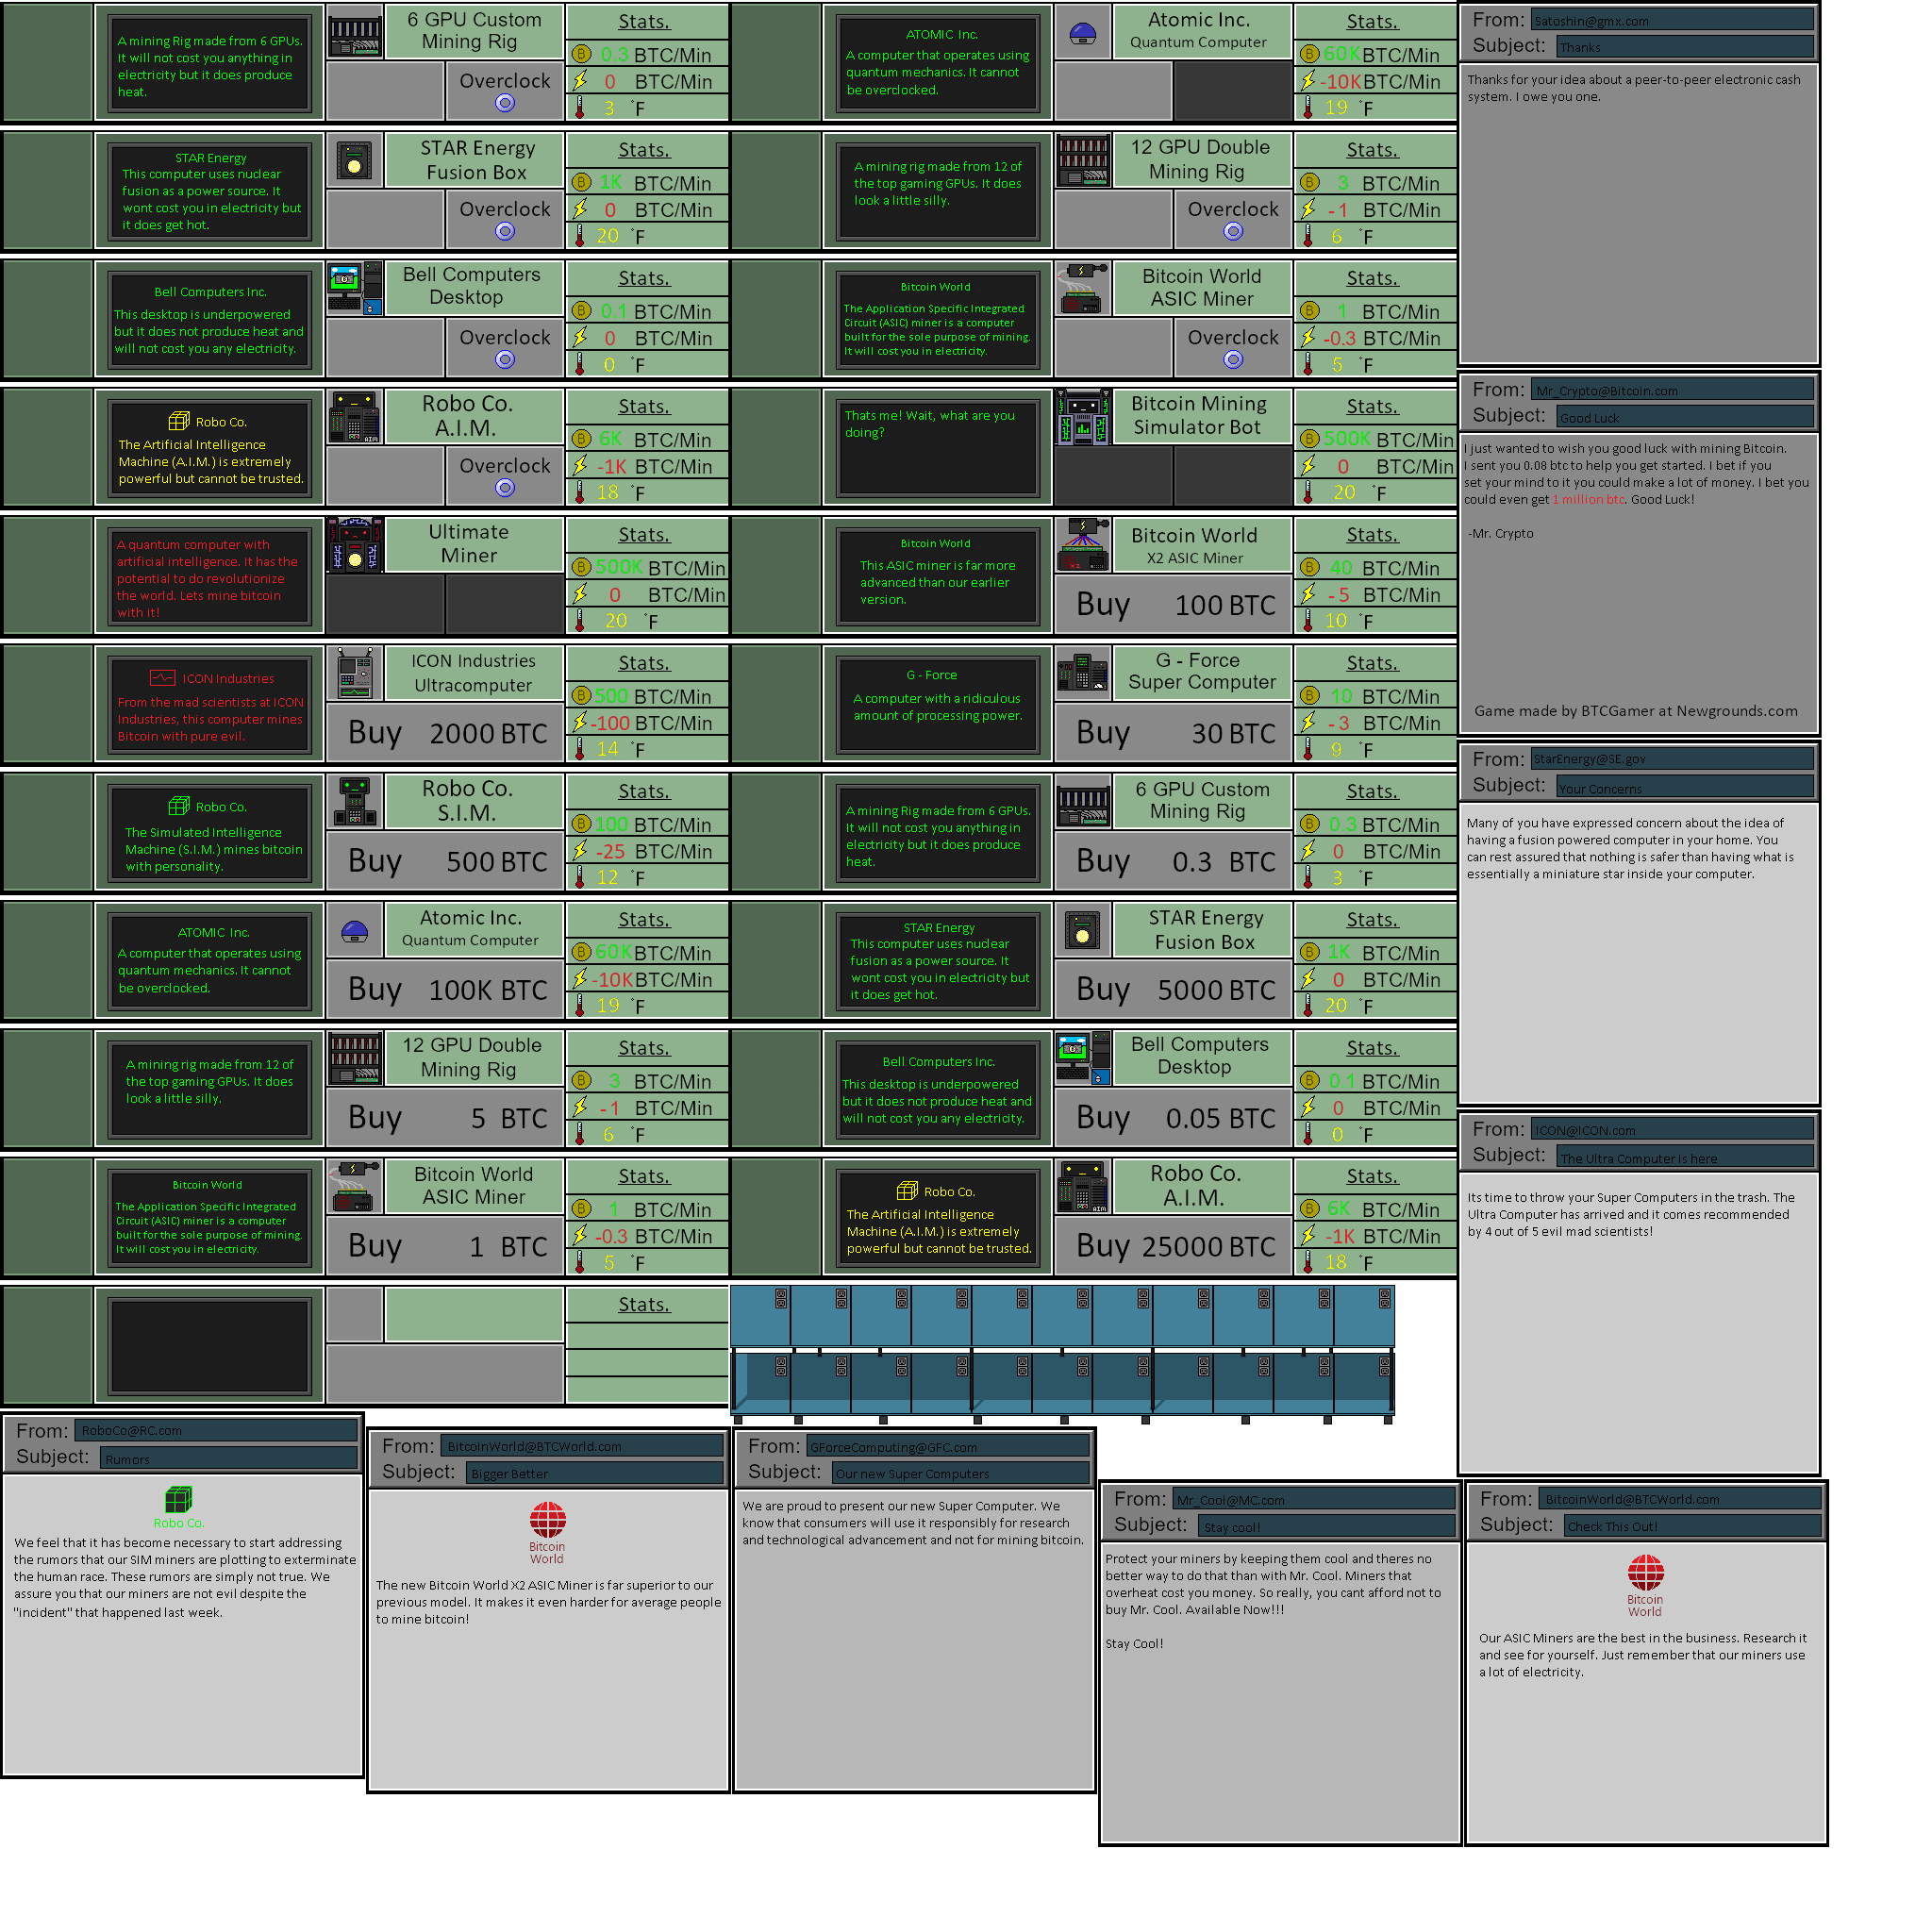 A mining Rig made from 6 GPUs.
It will not cost you anything in
electricity but it does produce
heat.
6 GPU Custom
Mining Rig
Overclock
Stats.
0.3 BTC/Min
0 BTC/Min
3 °F
ATOMIC Inc.
A computer that operates using
quantum mechanics. It cannot
be overclocked.
Atomic Inc.
Quantum Computer
Stats.
60K BTC/Min
-10K BTC/Min
19 °F
STAR Energy
This computer uses nuclear
fusion as a power source. It
wont cost you in electricity but
it does get hot.
STAR Energy
Fusion Box
Overclock
Stats.
1K BTC/Min
0 BTC/Min
20 °F
A mining rig made from 12 of
the top gaming GPUs. It does
look a little silly.
12 GPU Double
Mining Rig
Overclock
Stats.
3 BTC/Min
-1 BTC/Min
6 °F
Bell Computers Inc.
This desktop is underpowered
but it does not produce heat and
will not cost you any electricity.
Bell Computers
Desktop
Overclock
Stats.
0.1 BTC/Min
0 BTC/Min
0 °F
Bitcoin World
The Application Specific Integrated
Circuit (ASIC) miner is a computer
built for the sole purpose of mining.
It will cost you in electricity.
Bitcoin World
ASIC Miner
Overclock
Stats.
1 BTC/Min
-0.3 BTC/Min
5 °F
Robo Co.
The Artificial Intelligence
Machine (A.I.M.) is extremely
powerful but cannot be trusted.
AIM
Robo Co.
A.I.M.
Overclock
Stats.
6K BTC/Min
-1K BTC/Min
18 °F
Thats me! Wait, what are you
doing?
Bitcoin Mining
Simulator Bot
Stats.
500K BTC/Min
0 BTC/Min
20 °F
A quantum computer with
artificial intelligence. It has the
potential to do revolutionize
the world. Lets mine bitcoin
with it!
Ultimate
Miner
Stats.
500K BTC/Min
0 BTC/Min
20 °F
Bitcoin World
This ASIC miner is far more
advanced than our earlier
version.
X2
Bitcoin World
X2 ASIC Miner
Buy 100 BTC
Stats.
40 BTC/Min
-5 BTC/Min
10 °F
ICON Industries
From the mad scientists at ICON
Industries, this computer mines
Bitcoin with pure evil.
ICON Industries
Ultracomputer
Buy 2000 BTC
Stats.
500 BTC/Min
-100 BTC/Min
14 °F
G - Force
A computer with a ridiculous
amount of processing power.
G - Force
Super Computer
Buy 30 BTC
Stats.
10 BTC/Min
-3 BTC/Min
9 °F
Robo Co.
The Simulated Intelligence
Machine (S.I.M.) mines bitcoin
with personality.
Robo Co.
S.I.M.
Buy 500 BTC
Stats.
100 BTC/Min
-25 BTC/Min
12 °F
A mining Rig made from 6 GPUs.
It will not cost you anything in
electricity but it does produce
heat.
6 GPU Custom
Mining Rig
Buy 0.3 BTC
Stats.
0.3 BTC/Min
0 BTC/Min
3 °F
ATOMIC Inc.
A computer that operates using
quantum mechanics. It cannot
be overclocked.
Atomic Inc.
Quantum Computer
Buy 100K BTC
Stats.
60K BTC/Min
-10K BTC/Min
19 °F
STAR Energy
This computer uses nuclear
fusion as a power source. It
wont cost you in electricity but
it does get hot.
STAR Energy
Fusion Box
Buy 5000 BTC
Stats.
1K BTC/Min
0 BTC/Min
20 °F
A mining rig made from 12 of
the top gaming GPUs. It does
look a little silly.
12 GPU Double
Mining Rig
Buy 5 BTC
Stats.
3 BTC/Min
-1 BTC/Min
6 °F
Bell Computers Inc.
This desktop is underpowered
but it does not produce heat and
will not cost you any electricity.
Bell Computers
Desktop
Buy 0.05 BTC
Stats.
0.1 BTC/Min
0 BTC/Min
0 °F
Bitcoin World
The Application Specific Integrated
Circuit (ASIC) miner is a computer
built for the sole purpose of mining.
It will cost you in electricity.
Bitcoin World
ASIC Miner
Buy 1 BTC
Stats.
1 BTC/Min
-0.3 BTC/Min
5 °F
Robo Co.
The Artificial Intelligence
Machine (A.I.M.) is extremely
powerful but cannot be trusted.
AIM
Robo Co.
A.I.M.
Buy 25000 BTC
Stats.
6K BTC/Min
-1K BTC/Min
18 °F
Stats.
From: Satoshin@gmx.com
Subject: Thanks
Thanks for your idea about a peer-to-peer electronic cash
system. I owe you one.
From: Mr_Crypto@Bitcoin.com
Subject: Good Luck
I just wanted to wish you good luck with mining Bitcoin.
I sent you 0.08 btc to help you get started. I bet if you
set your mind to it you could make a lot of money. I bet you
could even get 1 million btc. Good Luck!
-Mr. Crypto
Game made by BTCGamer at Newgrounds.com
From: StarEnergy@SE.gov
Subject: Your Concerns
Many of you have expressed concern about the idea of
having a fusion powered computer in your home. You
can rest assured that nothing is safer than having what is
essentially a miniature star inside your computer.
From: ICON@ICON.com
Subject: The Ultra Computer is here
Its time to throw your Super Computers in the trash. The
Ultra Computer has arrived and it comes recommended
by 4 out of 5 evil mad scientists!
From: RoboCo@RC.com
Subject: Rumors
Robo Co.
We feel that it has become necessary to start addressing
the rumors that our SIM miners are plotting to exterminate
the human race. These rumors are simply not true. We
assure you that our miners are not evil despite the
"incident" that happened last week.
From: BitcoinWorld@BTCWorld.com
Subject: Bigger Better
Bitcoin
World
The new Bitcoin World X2 ASIC Miner is far superior to our
previous model. It makes it even harder for average people
to mine bitcoin!
From: GForceComputing@GFC.com
Subject: Our new Super Computers
We are proud to present our new Super Computer. We
know that consumers will use it responsibly for research
and technological advancement and not for mining bitcoin.
From: Mr_Cool@MC.com
Subject: Stay cool!
Protect your miners by keeping them cool and theres no
better way to do that than with Mr. Cool. Miners that
overheat cost you money. So really, you cant afford not to
buy Mr. Cool. Available Now!!!
Stay Cool!
From: BitcoinWorld@BTCWorld.com
Subject: Check This Out!
Bitcoin
World
Our ASIC Miners are the best in the business. Research it
and see for yourself. Just remember that our miners use
a lot of electricity.